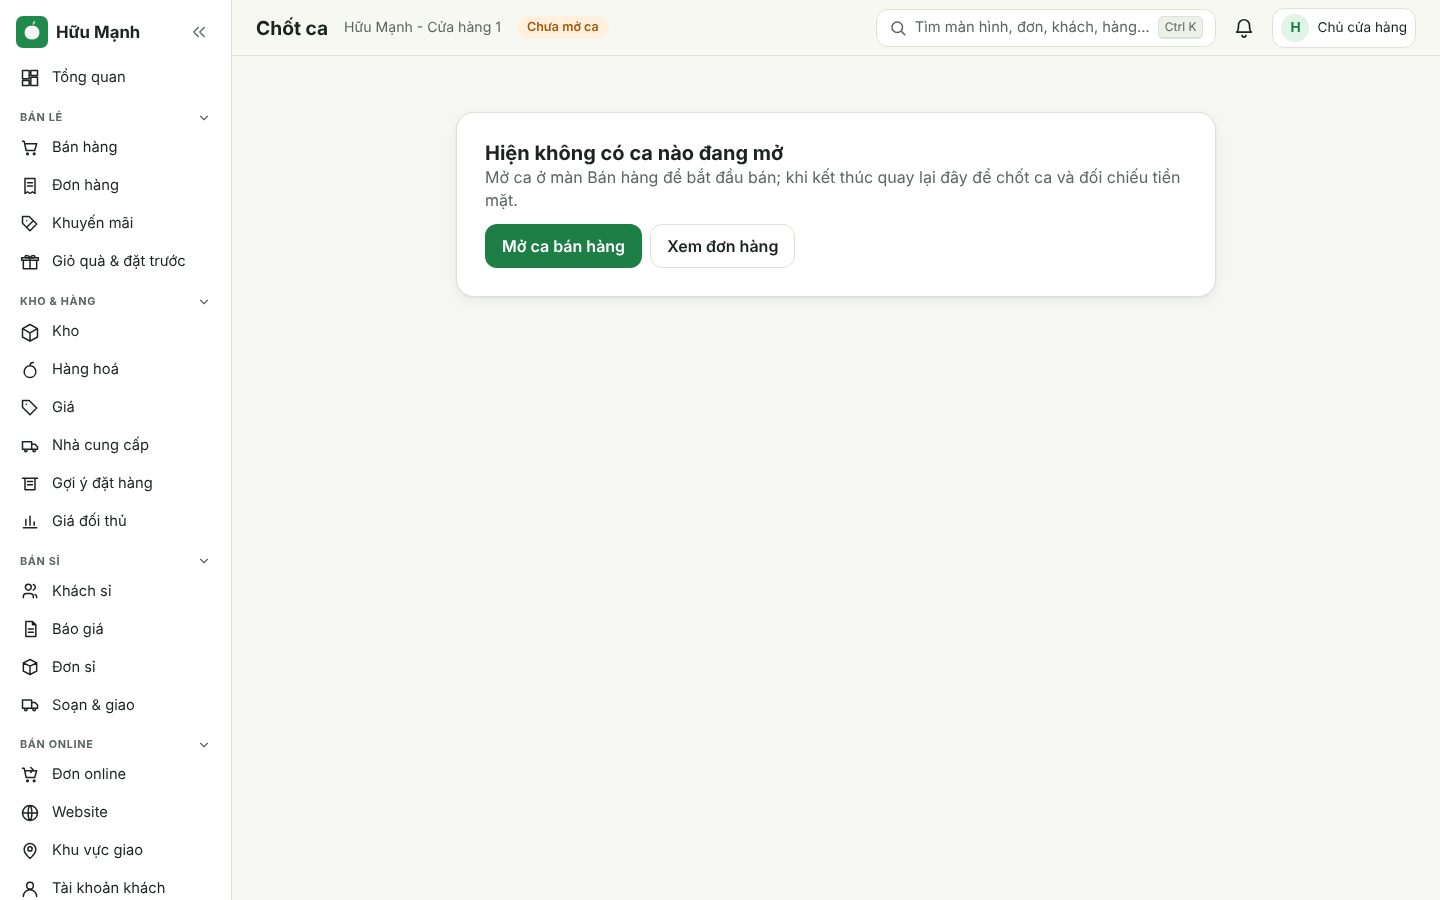 Hữu Mạnh
Tổng quan
BÁN LẺ
Bán hàng
Đơn hàng
Khuyến mãi
Giỏ quà & đặt trước
KHO & HÀNG
Kho
Hàng hoá
Giá
Nhà cung cấp
Gợi ý đặt hàng
Giá đối thủ
BÁN SỈ
Khách sỉ
Báo giá
Đơn sỉ
Soạn & giao
BÁN ONLINE
Đơn online
Website
Khu vực giao
Tài khoản khách
Chốt ca Hữu Mạnh - Cửa hàng 1 Chưa mở ca Tìm màn hình, đơn, khách, hàng... Ctrl K H Chủ cửa hàng
Hiện không có ca nào đang mở
Mở ca ở màn Bán hàng để bắt đầu bán; khi kết thúc quay lại đây để chốt ca và đối chiếu tiền
mặt.
Mở ca bán hàng Xem đơn hàng